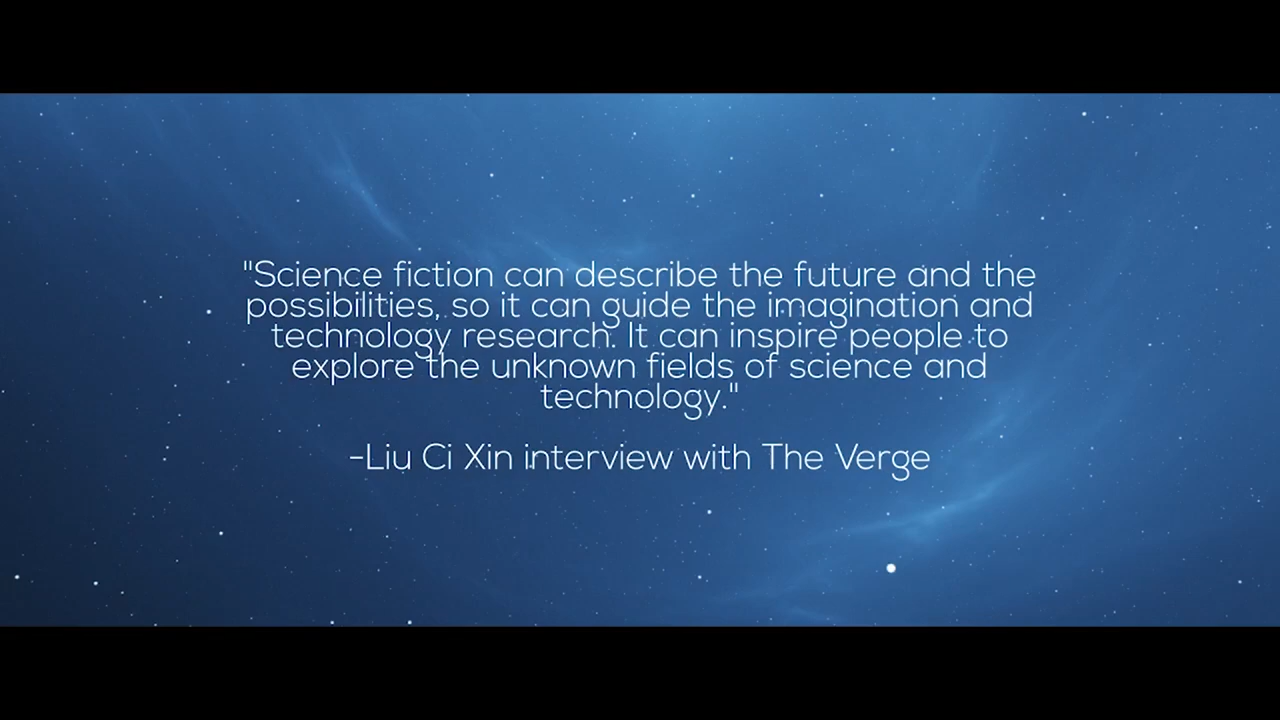 "Science fiction can describe the future and the
possibilities, so it can guide the imagination and
technology research. It can inspire people to
explore the unknown fields of science and
technology."
-Liu Ci Xin interview with The Verge